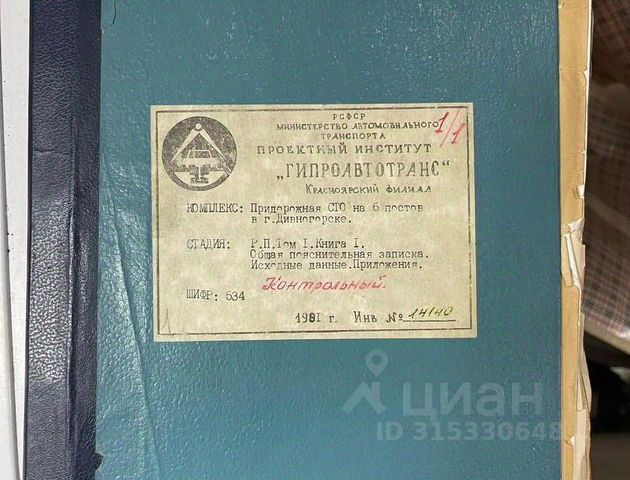 РСФСР
МИНИСТЕРСТВО АВТОМОБИЛЬНОГО
ТРАНСПОРТА
1/1
ПРОЕКТНЫЙ ИНСТИТУТ
„ГИПРОАВТОТРАНС"
КРАСНОЯРСКИЙ ФИЛИАЛ
КОМПЛЕКС: Придорожная СТО на 6 постов
в г.Дивногорске.
СТАДИЯ: Р.П.Том I.Книга I.
Общая пояснительная записка.
Исходные данные.Приложения.
Контрольный.
ШИФР: 534
1981 г. Инв №14140
циан
ID 315330648